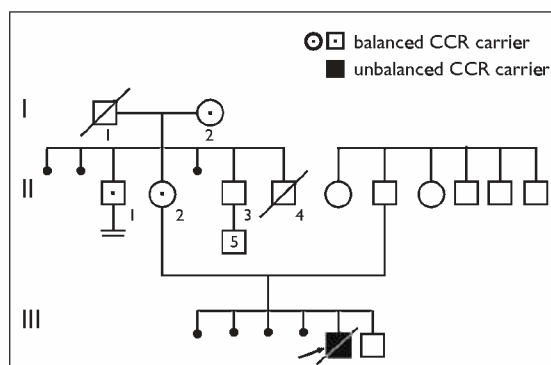 balanced CCR carrier
unbalanced CCR carrier
I
1 2
II
1 2 3 4
5
III